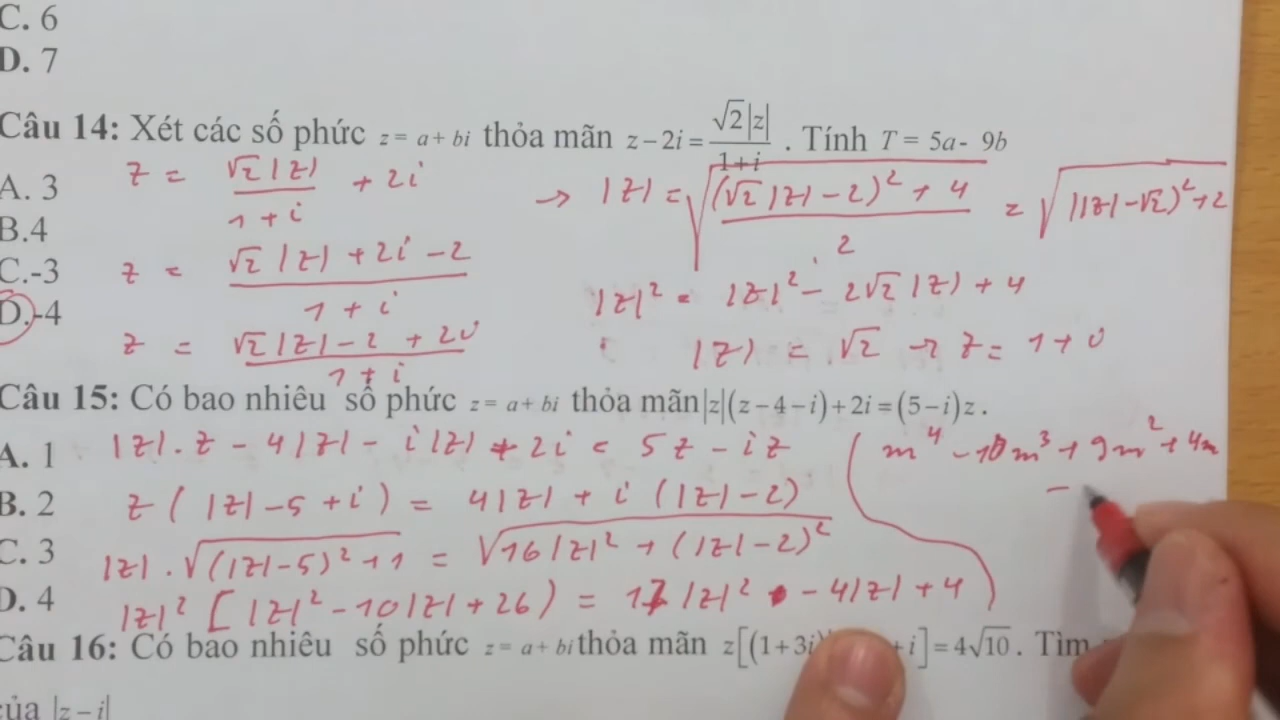 C. 6
D. 7
Câu 14: Xét các số phức z = a + bi thỏa mãn z − 2i = √2|z| / 1+i . Tính T = 5a - 9b
A. 3
B.4
C.-3
D.-4
z = √2|z| / 1+i + 2i
z = √2|z| + 2i − 2 / 1+i
z = √2|z| − 2 + 2i / 1+i
→ |z| = √((√2|z| − 2)² + 4 / 2) = √((|z| − √2)² + 2
|z|² = |z|² − 2√2|z| + 4
|z| = √2 → z = 1 + i
Câu 15: Có bao nhiêu số phức z = a + bi thỏa mãn |z|(z − 4 − i) + 2i = (5 − i)z .
A. 1
B. 2
C. 3
D. 4
|z|.z − 4|z| − i|z| + 2i = 5z − iz
z(|z| − 5 + i) = 4|z| + i(|z| − 2)
|z|.√((|z| − 5)² + 1) = √(16|z|² + (|z| − 2)²)
|z|²[|z|² − 10|z| + 26) = 17|z|² − 4|z| + 4
m⁴ − 10m³ + 9m² + 4m
−
Câu 16: Có bao nhiêu số phức z = a + bi thỏa mãn z[(1 + 3i) + i] = 4√10 . Tìm
của |z − i|